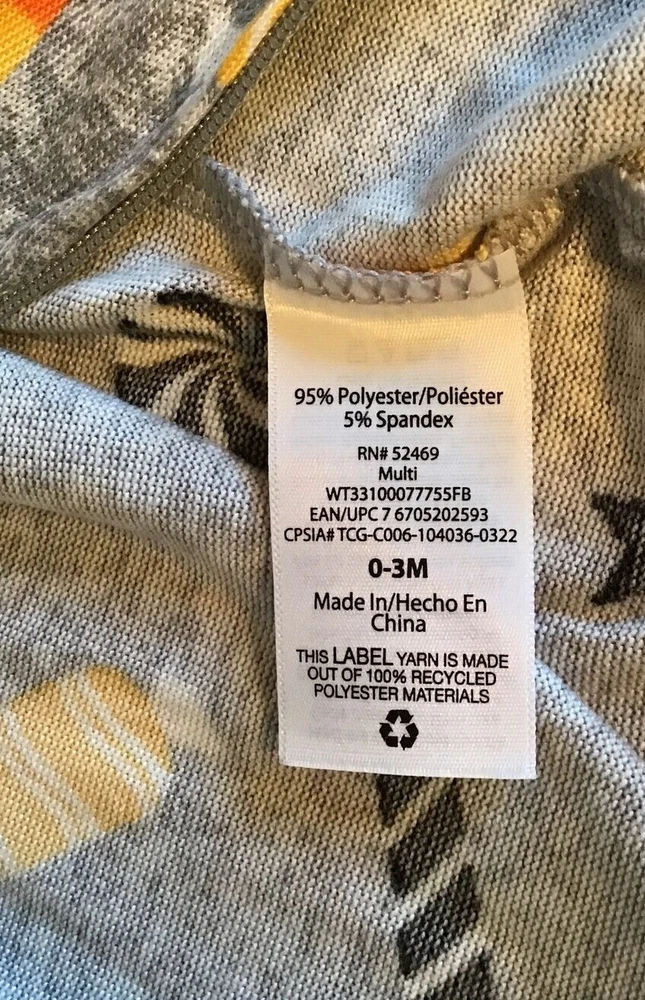 95% Polyester/Poliéster
5% Spandex
RN# 52469
Multi
WT33100077755FB
EAN/UPC 7 6705202593
CPSIA# TCG-C006-104036-0322
0-3M
Made In/Hecho En
China
THIS LABEL YARN IS MADE
OUT OF 100% RECYCLED
POLYESTER MATERIALS